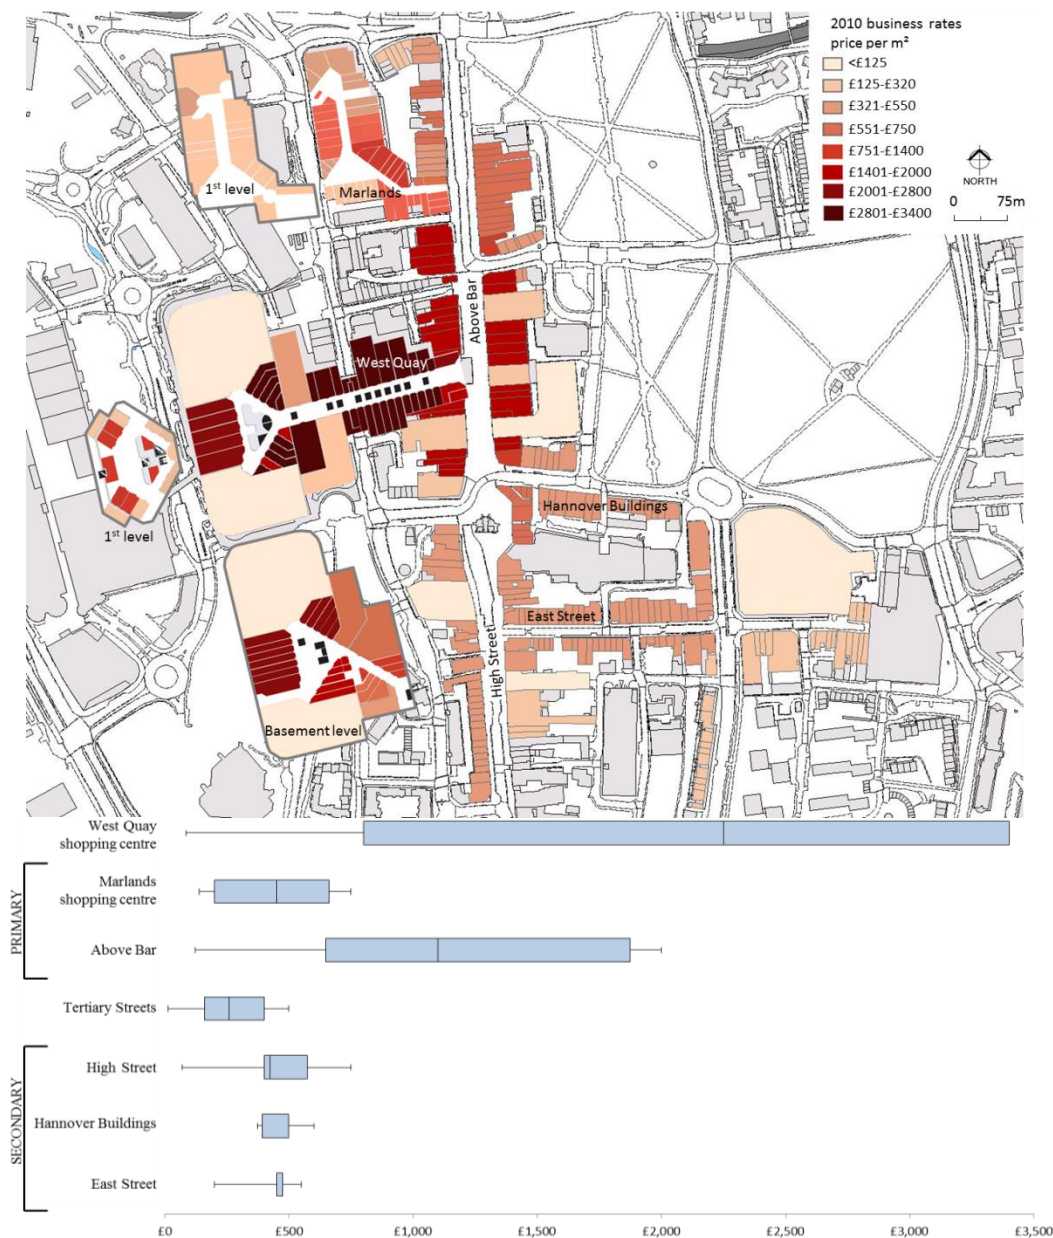 2010 business rates
price per m²
<£125
£125-£320
£321-£550
£551-£750
£751-£1400
£1401-£2000
£2001-£2800
£2801-£3400
NORTH
0 75m
1st level
Marlands
Above Bar
West Quay
1st level
Hannover Buildings
East Street
High Street
Basement level
West Quay
shopping centre
PRIMARY
Marlands
shopping centre
Above Bar
Tertiary Streets
SECONDARY
High Street
Hannover Buildings
East Street
£0 £500 £1,000 £1,500 £2,000 £2,500 £3,000 £3,500